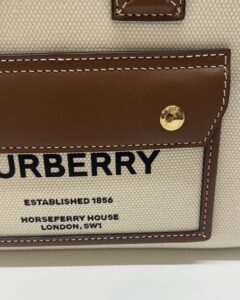 URBERRY
ESTABLISHED 1856
HORSEFERRY HOUSE
LONDON, SW1